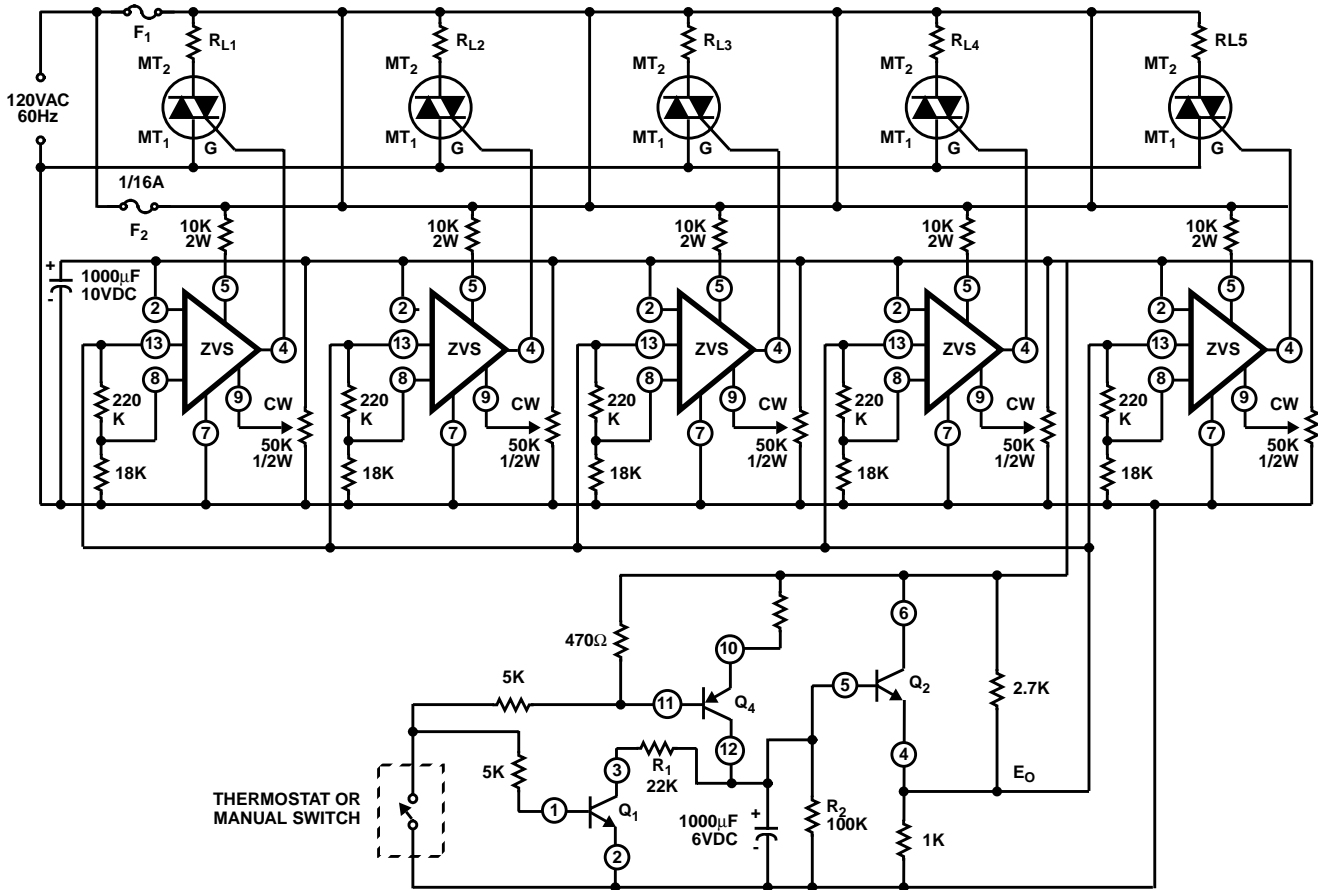 F1
RL1
RL2
RL3
RL4
RL5
MT2
MT2
MT2
MT2
MT2
120VAC
60Hz
MT1
MT1
MT1
MT1
MT1
G
G
G
G
G
1/16A
F2
10K
2W
10K
2W
10K
2W
10K
2W
10K
2W
+
1000μF
10VDC
-
5
5
5
5
5
2
2
2
2
2
13
ZVS
4
13
ZVS
4
13
ZVS
4
13
ZVS
4
13
ZVS
4
8
8
8
8
8
9
9
9
9
9
220
K
CW
220
K
CW
220
K
CW
220
K
CW
220
K
CW
7
7
7
7
7
50K
1/2W
50K
1/2W
50K
1/2W
50K
1/2W
50K
1/2W
18K
18K
18K
18K
18K
470Ω
10
6
5K
11
Q4
5
Q2
2.7K
12
4
EO
5K
3
R1
22K
THERMOSTAT OR
MANUAL SWITCH
1
Q1
2
1000μF
6VDC
+
-
R2
100K
1K